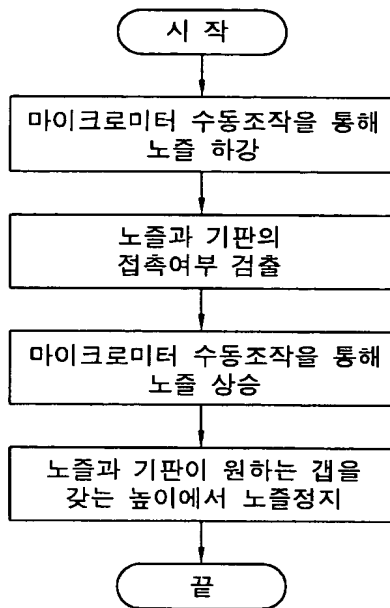 시 작
마이크로미터 수동조작을 통해
노즐 하강
노즐과 기판의
접촉여부 검출
마이크로미터 수동조작을 통해
노즐 상승
노즐과 기판이 원하는 갭을
갖는 높이에서 노즐정지
끝